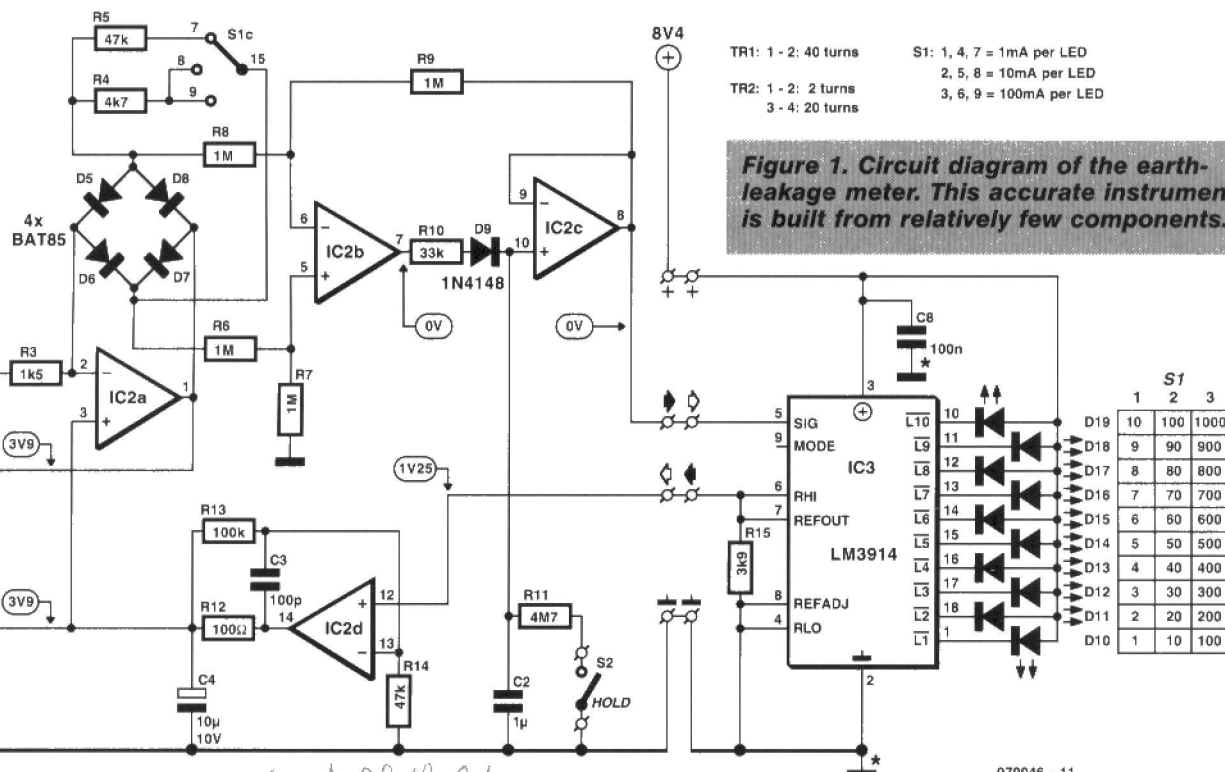 R5
47k
7
S1c
8
15
R4
4k7
9
R9
1M
8V4
+
TR1: 1 - 2: 40 turns
TR2: 1 - 2: 2 turns
3 - 4: 20 turns
S1: 1, 4, 7 = 1mA per LED
2, 5, 8 = 10mA per LED
3, 6, 9 = 100mA per LED
Figure 1. Circuit diagram of the earth-
leakage meter. This accurate instrumen
is built from relatively few components.
R8
1M
D5
D8
4x
BAT85
D6
D7
6
−
IC2b
5
+
7
R10
33k
D9
1N4148
9
−
IC2c
10
+
8
0V
0V
R6
1M
R7
1M
R3
1k5
2
−
IC2a
3
+
1
3V9
+ +
C8
100n
*
3
+
5 SIG
9 MODE
IC3
6 RHI
7 REFOUT
LM3914
8 REFADJ
4 RLO
2
L10 10
L9 11
L8 12
L7 13
L6 14
L5 15
L4 16
L3 17
L2 18
L1 1
S1
1 2 3
D19 10 100 1000
D18 9 90 900
D17 8 80 800
D16 7 70 700
D15 6 60 600
D14 5 50 500
D13 4 40 400
D12 3 30 300
D11 2 20 200
D10 1 10 100
1V25
R13
100k
C3
100p
R15
3k9
3V9
R12
100Ω
14
IC2d
+
12
−
13
R14
47k
R11
4M7
S2
HOLD
C2
1µ
C4
10µ
10V
*